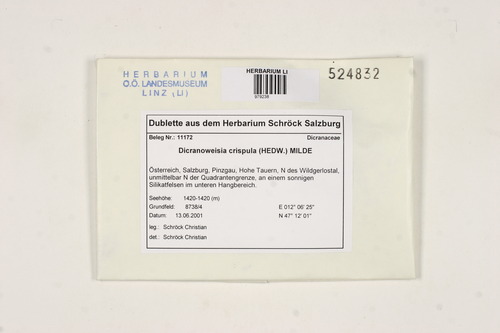 HERBARIUM
O.Ö. LANDESMUSEUM
LINZ (LI)
HERBARIUM LI
979238
524832
Dublette aus dem Herbarium Schröck Salzburg
Beleg Nr.: 11172 Dicranaceae
Dicranoweisia crispula (HEDW.) MILDE
Österreich, Salzburg, Pinzgau, Hohe Tauern, N des Wildgerlostal,
unmittelbar N der Quadrantengrenze, an einem sonnigen
Silikatfelsen im unteren Hangbereich.
Seehöhe: 1420-1420 (m)
Grundfeld: 8738/4 E 012° 06' 25"
Datum: 13.06.2001 N 47° 12' 01"
leg.: Schröck Christian
det.: Schröck Christian